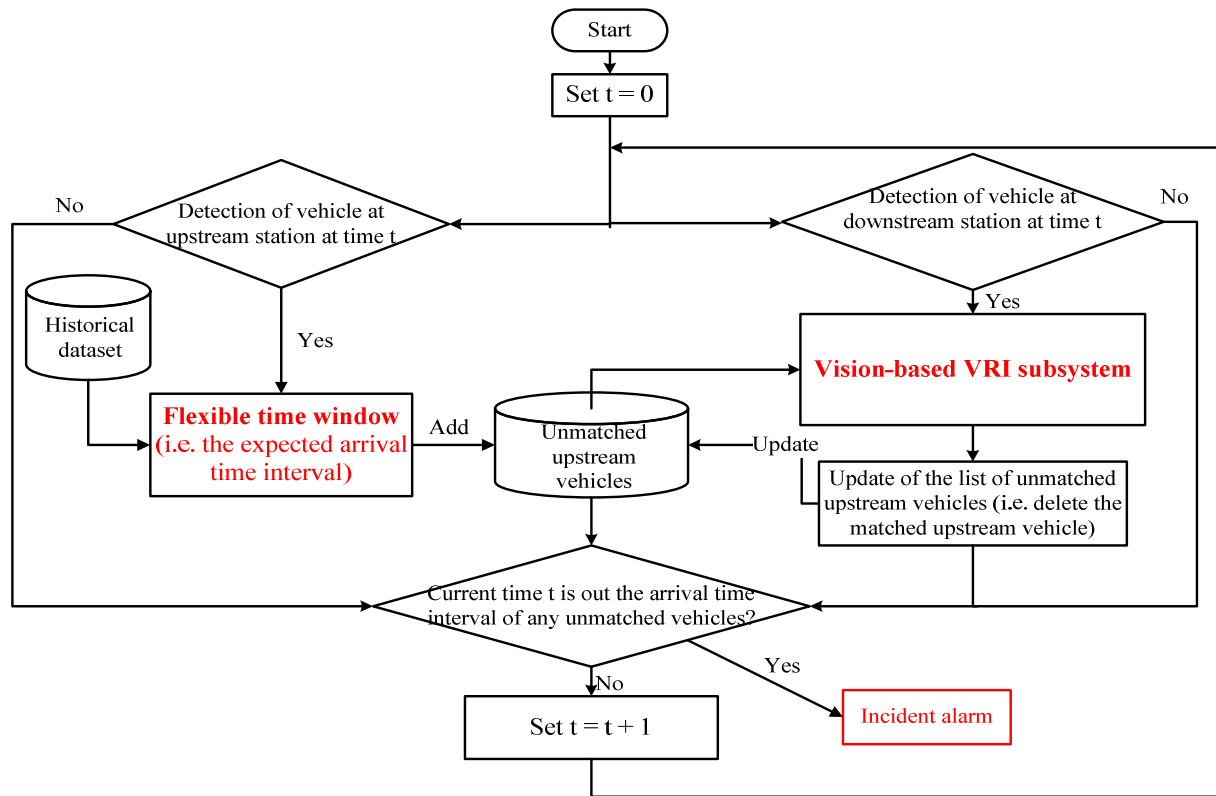 Start
Set t = 0
No
Detection of vehicle at
upstream station at time t
Detection of vehicle at
downstream station at time t
No
Historical
dataset
Yes
Yes
Flexible time window
(i.e. the expected arrival
time interval)
Add
Unmatched
upstream
vehicles
Vision-based VRI subsystem
Update
Update of the list of unmatched
upstream vehicles (i.e. delete the
matched upstream vehicle)
Current time t is out the arrival time
interval of any unmatched vehicles?
Yes
No
Set t = t + 1
Incident alarm